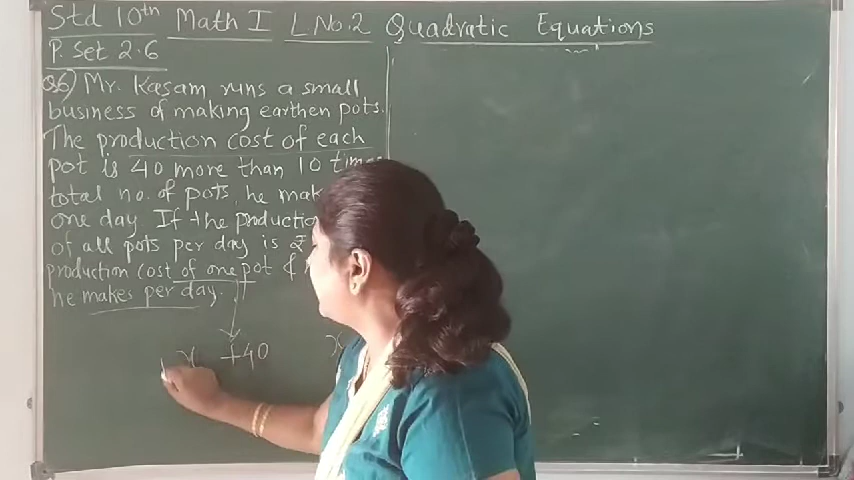 Std 10th Math I L No.2 Quadratic Equations
P. Set 2.6
Q6) Mr. Kasam runs a small
business of making earthen pots.
The production cost of each
pot is 40 more than 10 times
total no. of pots, he
one day. If the
of all pots per day is ₹
production cost of one pot &
he makes per day.
x +40
x